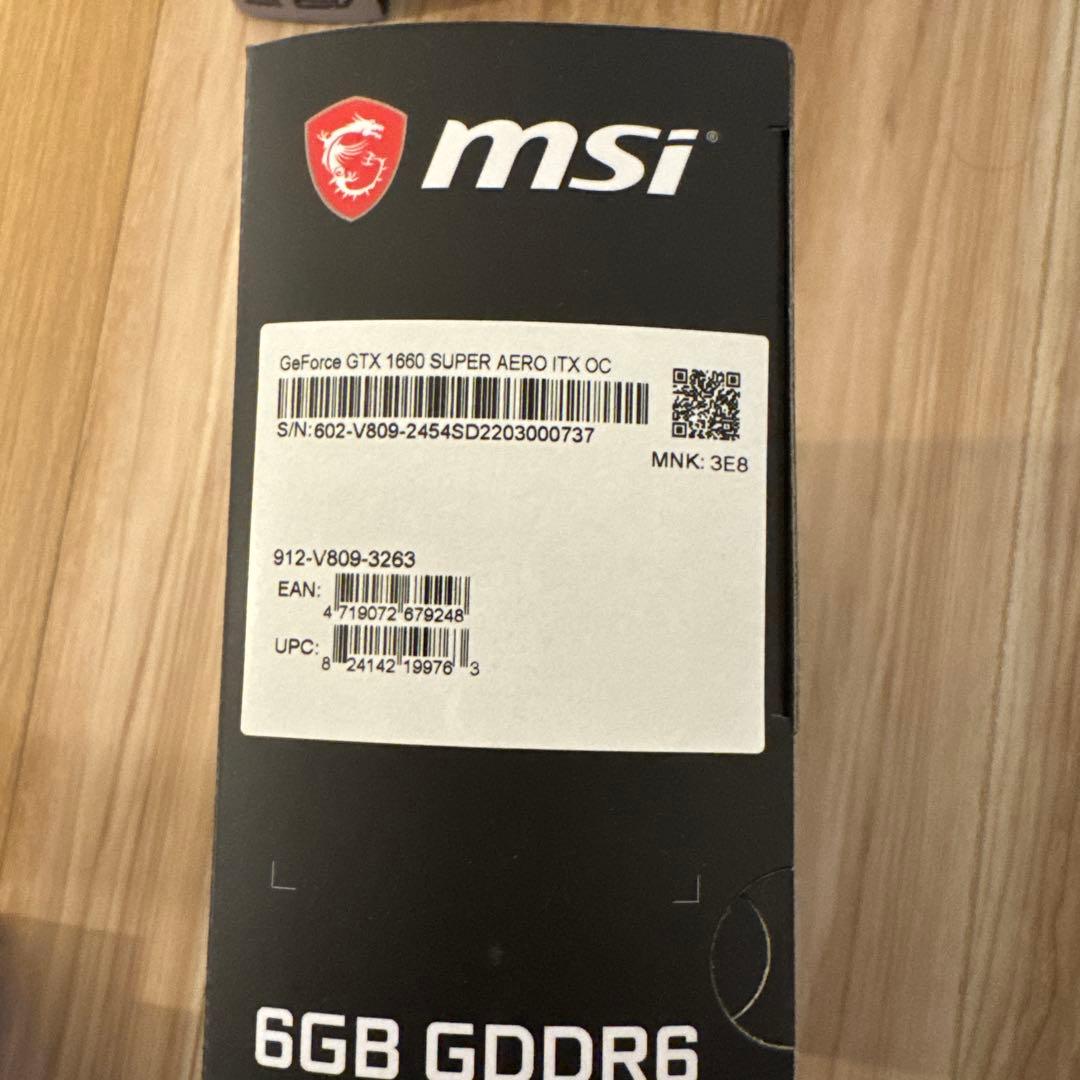 msi®
GeForce GTX 1660 SUPER AERO ITX OC
S/N:602-V809-2454SD2203000737
MNK: 3E8
912-V809-3263
EAN:
4 719072 679248
UPC:
8 24142 19976 3
6GB GDDR6